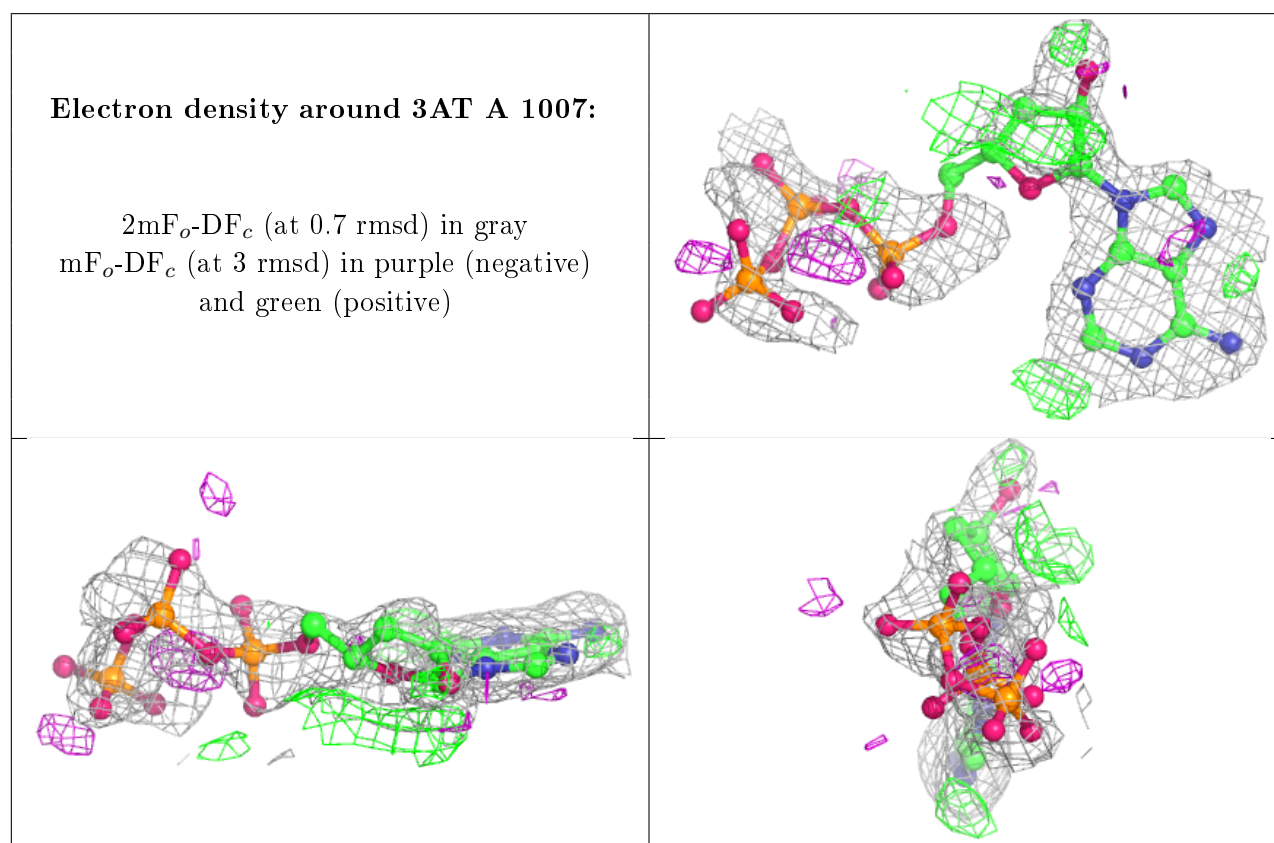 Electron density around 3AT A 1007:
2mFₒ-DF𝒸 (at 0.7 rmsd) in gray
mFₒ-DF𝒸 (at 3 rmsd) in purple (negative)
and green (positive)